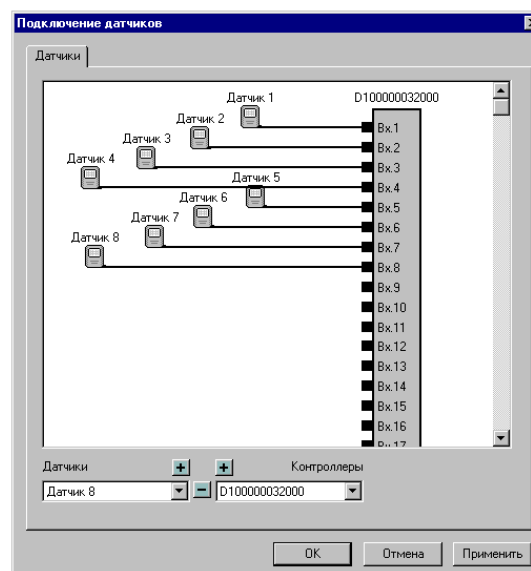 Подключение датчиков
Датчики
Датчик 1
D100000032000
Датчик 2
Вх.1
Датчик 3
Вх.2
Датчик 4
Вх.3
Датчик 5
Вх.4
Датчик 6
Вх.5
Датчик 7
Вх.6
Датчик 8
Вх.7
Вх.8
Вх.9
Вх.10
Вх.11
Вх.12
Вх.13
Вх.14
Вх.15
Вх.16
Вх.17
Датчики
Контроллеры
Датчик 8
D100000032000
OK
Отмена
Применить